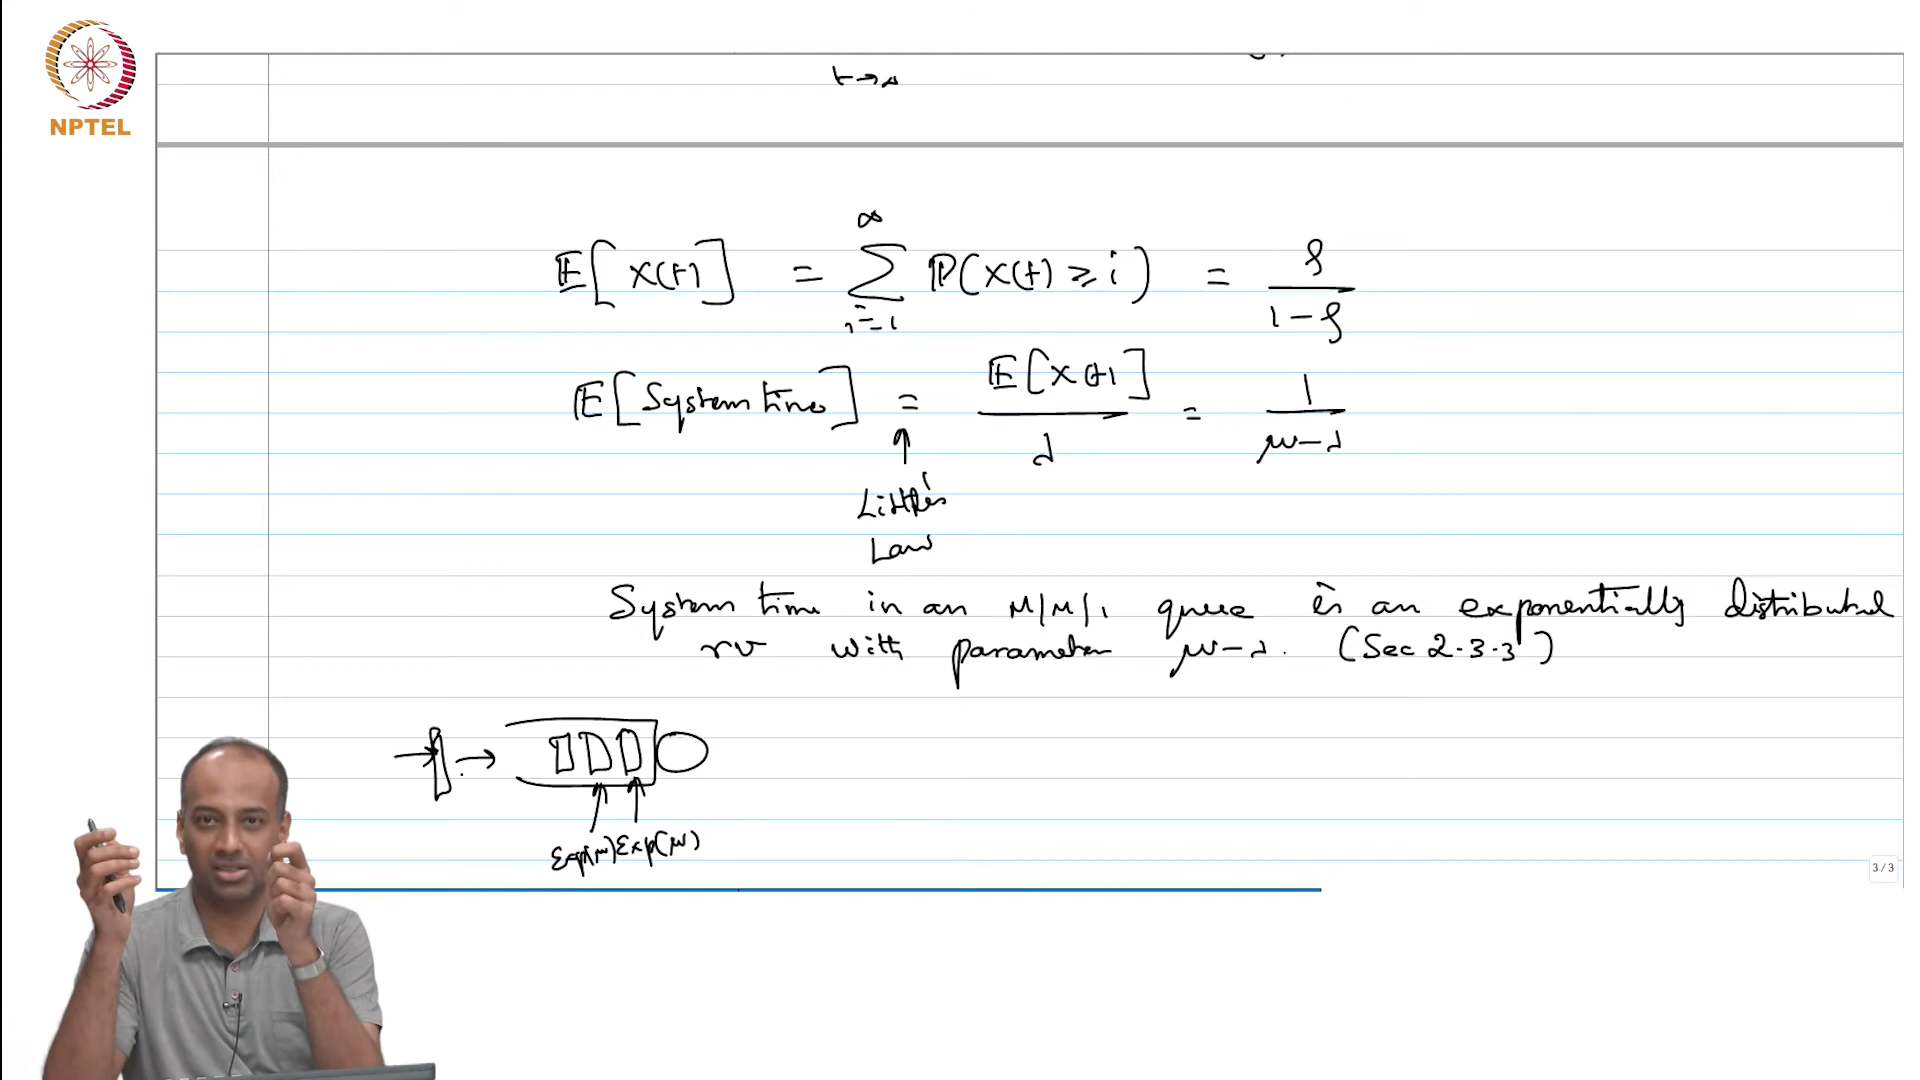 t→∞
NPTEL
E[X(t)] = ∑_{i=1}^{∞} P(X(t) ≥ i) = ρ/(1-ρ)
E[System time] = E[X(t)]/λ = 1/(μ-λ)
↑
Little's
Law
System time in an M/M/1 queue is an exponentially distributed
rv with parameter μ-λ. (Sec 2.3.3)
Exp(μ) Exp(μ)
3/3